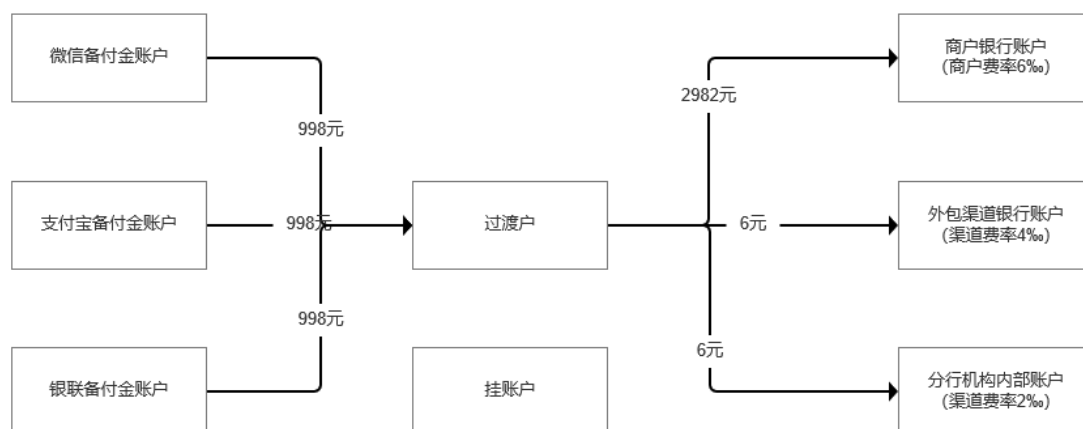 微信备付金账户
998元
支付宝备付金账户
998元
银联备付金账户
998元
过渡户
挂账户
2982元
商户银行账户
(商户费率6‰)
6元
外包渠道银行账户
(渠道费率4‰)
6元
分行机构内部账户
(渠道费率2‰)